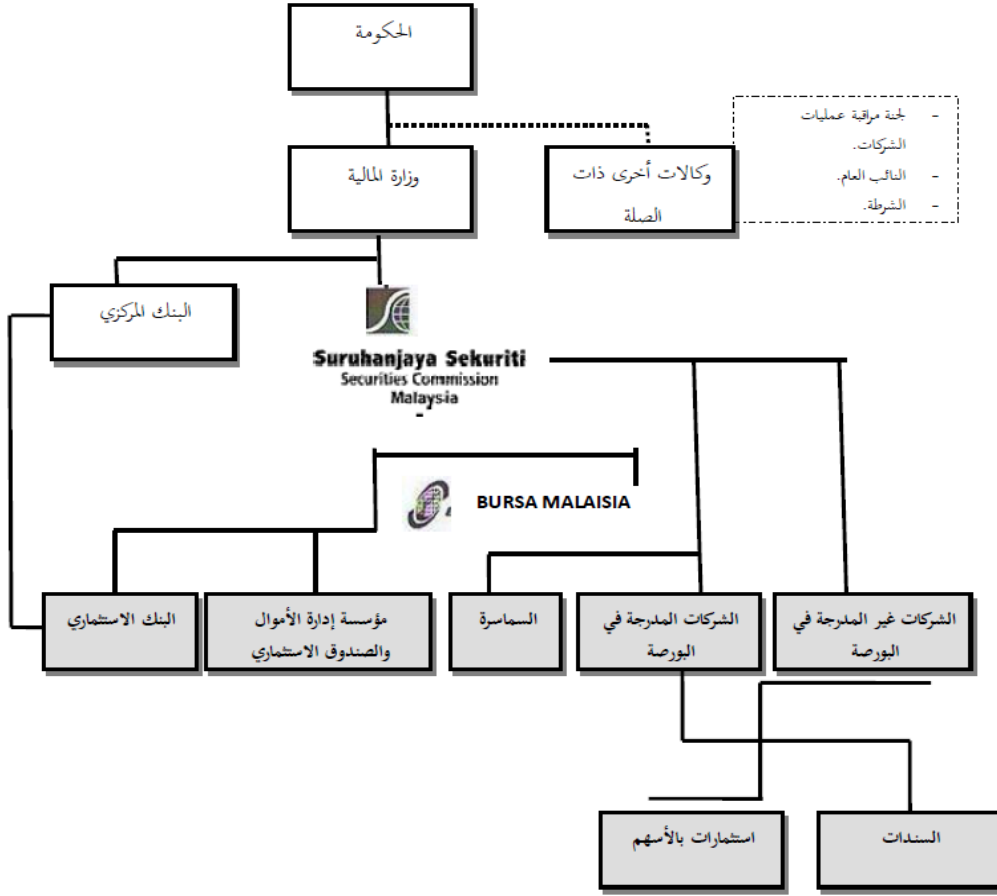 الحكومة
- لجنة مراقبة عمليات
الشركات.
- النائب العام.
- الشرطة.
وزارة المالية
وكالات أخرى ذات
الصلة
البنك المركزي
Suruhanjaya Sekuriti
Securities Commission
Malaysia
BURSA MALAISIA
الشركات غير المدرجة في
البورصة
الشركات المدرجة في
البورصة
السماسرة
مؤسسة إدارة الأموال
والصندوق الاستثماري
البنك الاستثماري
السندات
استثمارات بالأسهم